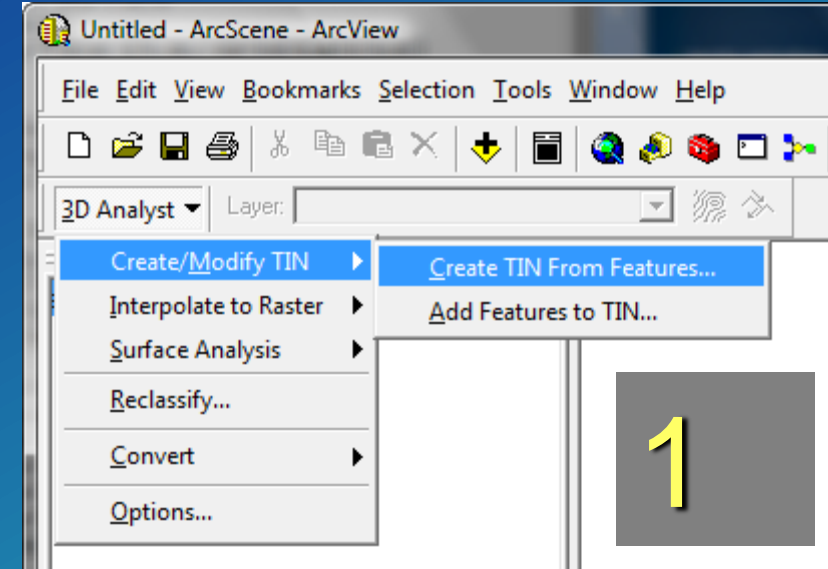 Untitled - ArcScene - ArcView
File Edit View Bookmarks Selection Tools Window Help
3D Analyst Layer:
Create/Modify TIN
Create TIN From Features...
Interpolate to Raster
Add Features to TIN...
Surface Analysis
Reclassify...
Convert
Options...
1